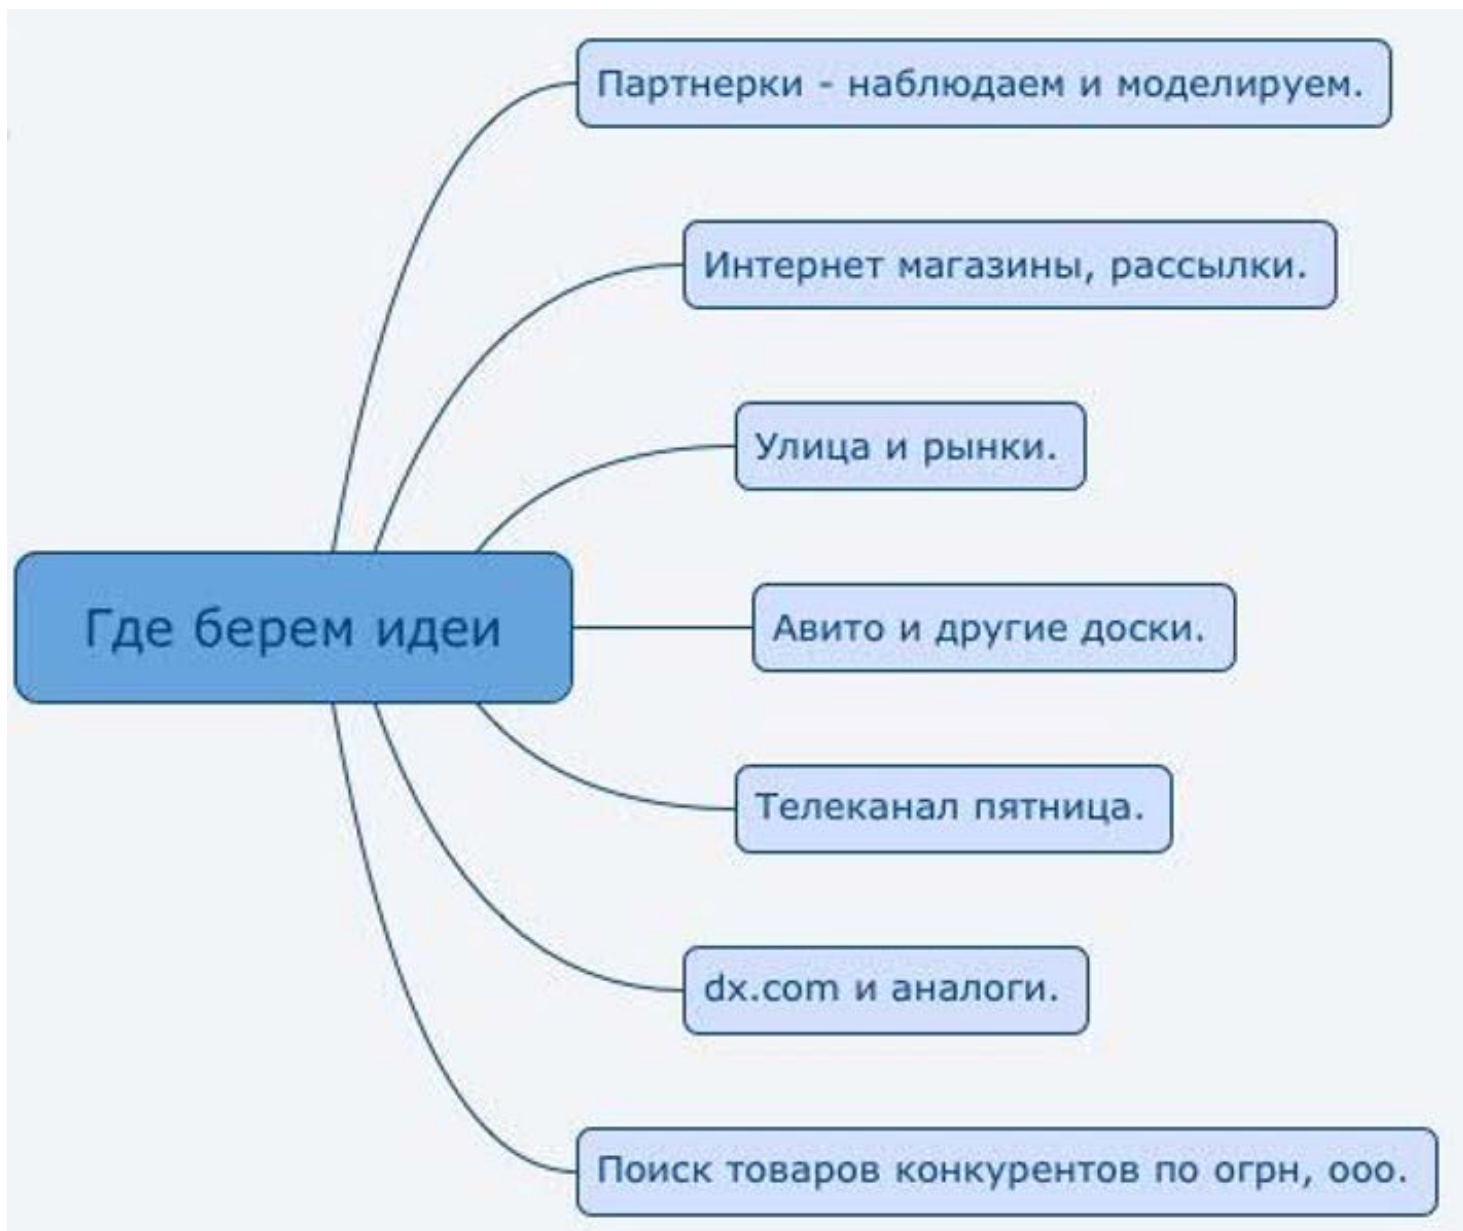 Партнерки - наблюдаем и моделируем.
Интернет магазины, рассылки.
Улица и рынки.
Где берем идеи
Авито и другие доски.
Телеканал пятница.
dx.com и аналоги.
Поиск товаров конкурентов по огрн, ооо.